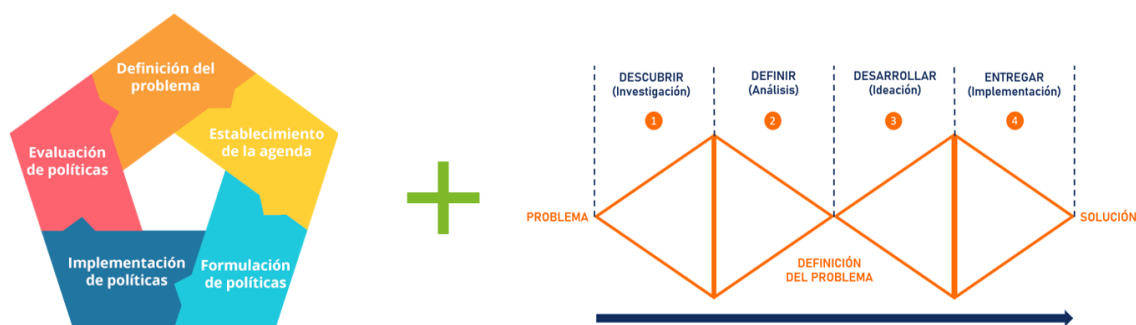 Definición del
problema
Establecimiento
de la agenda
Formulación
de políticas
Implementación
de políticas
Evaluación
de políticas
DESCUBRIR
(Investigación)
1
DEFINIR
(Análisis)
2
DESARROLLAR
(Ideación)
3
ENTREGAR
(Implementación)
4
PROBLEMA
DEFINICIÓN
DEL PROBLEMA
SOLUCIÓN